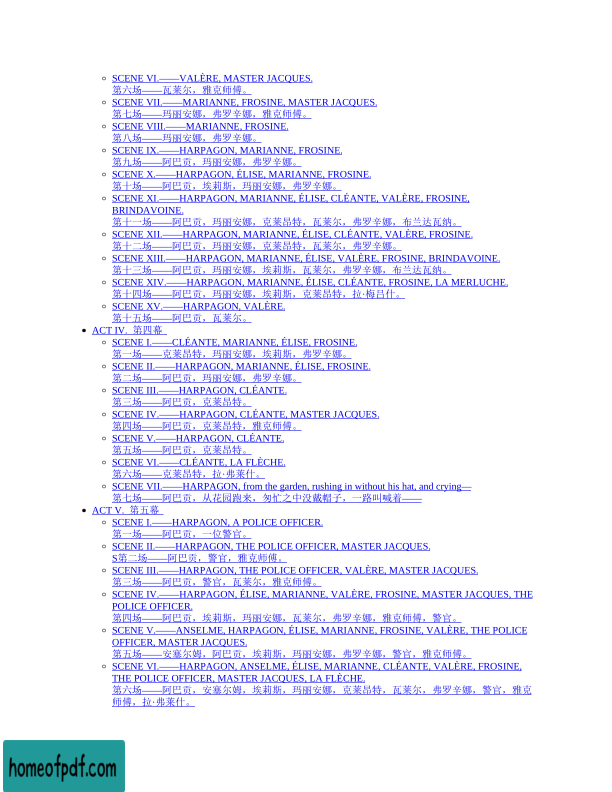 SCENE VI.——VALÈRE, MASTER JACQUES.
第六场——瓦莱尔，雅克师傅。
SCENE VII.——MARIANNE, FROSINE, MASTER JACQUES.
第七场——玛丽安娜，弗罗辛娜，雅克师傅。
SCENE VIII.——MARIANNE, FROSINE.
第八场——玛丽安娜，弗罗辛娜。
SCENE IX.——HARPAGON, MARIANNE, FROSINE.
第九场——阿巴贡，玛丽安娜，弗罗辛娜。
SCENE X.——HARPAGON, ÉLISE, MARIANNE, FROSINE.
第十场——阿巴贡，埃莉斯，玛丽安娜，弗罗辛娜。
SCENE XI.——HARPAGON, MARIANNE, ÉLISE, CLÉANTE, VALÈRE, FROSINE,
BRINDAVOINE.
第十一场——阿巴贡，玛丽安娜，克莱昂特，瓦莱尔，弗罗辛娜，布兰达瓦纳。
SCENE XII.——HARPAGON, MARIANNE, ÉLISE, CLÉANTE, VALÈRE, FROSINE.
第十二场——阿巴贡，玛丽安娜，克莱昂特，瓦莱尔，弗罗辛娜。
SCENE XIII.——HARPAGON, MARIANNE, ÉLISE, VALÈRE, FROSINE, BRINDAVOINE.
第十三场——阿巴贡，玛丽安娜，埃莉斯，瓦莱尔，弗罗辛娜，布兰达瓦纳。
SCENE XIV.——HARPAGON, MARIANNE, ÉLISE, CLÉANTE, FROSINE, LA MERLUCHE.
第十四场——阿巴贡，玛丽安娜，埃莉斯，克莱昂特，拉·梅吕什。
SCENE XV.——HARPAGON, VALÈRE.
第十五场——阿巴贡，瓦莱尔。
ACT IV. 第四幕
SCENE I.——CLÉANTE, MARIANNE, ÉLISE, FROSINE.
第一场——克莱昂特，玛丽安娜，埃莉斯，弗罗辛娜。
SCENE II.——HARPAGON, MARIANNE, ÉLISE, FROSINE.
第二场——阿巴贡，玛丽安娜，弗罗辛娜。
SCENE III.——HARPAGON, CLÉANTE.
第三场——阿巴贡，克莱昂特。
SCENE IV.——HARPAGON, CLÉANTE, MASTER JACQUES.
第四场——阿巴贡，克莱昂特，雅克师傅。
SCENE V.——HARPAGON, CLÉANTE.
第五场——阿巴贡，克莱昂特。
SCENE VI.——CLÉANTE, LA FLÈCHE.
第六场——克莱昂特，拉·弗莱什。
SCENE VII.——HARPAGON, from the garden, rushing in without his hat, and crying—
第七场——阿巴贡，从花园跑来，匆忙之中没戴帽子，一路叫喊着——
ACT V. 第五幕
SCENE I.——HARPAGON, A POLICE OFFICER.
第一场——阿巴贡，一位警官。
SCENE II.——HARPAGON, THE POLICE OFFICER, MASTER JACQUES.
S第二场——阿巴贡，警官，雅克师傅。
SCENE III.——HARPAGON, THE POLICE OFFICER, VALÈRE, MASTER JACQUES.
第三场——阿巴贡，警官，瓦莱尔，雅克师傅。
SCENE IV.——HARPAGON, ÉLISE, MARIANNE, VALÈRE, FROSINE, MASTER JACQUES, THE
POLICE OFFICER.
第四场——阿巴贡，埃莉斯，玛丽安娜，瓦莱尔，弗罗辛娜，雅克师傅，警官。
SCENE V.——ANSELME, HARPAGON, ÉLISE, MARIANNE, FROSINE, VALÈRE, THE POLICE
OFFICER, MASTER JACQUES.
第五场——安塞尔姆，阿巴贡，埃莉斯，玛丽安娜，弗罗辛娜，警官，雅克师傅。
SCENE VI.——HARPAGON, ANSELME, ÉLISE, MARIANNE, CLÉANTE, VALÈRE, FROSINE,
THE POLICE OFFICER, MASTER JACQUES, LA FLÈCHE.
第六场——阿巴贡，安塞尔姆，埃莉斯，玛丽安娜，克莱昂特，瓦莱尔，弗罗辛娜，警官，雅克
师傅，拉·弗莱什。
homeofpdf.com